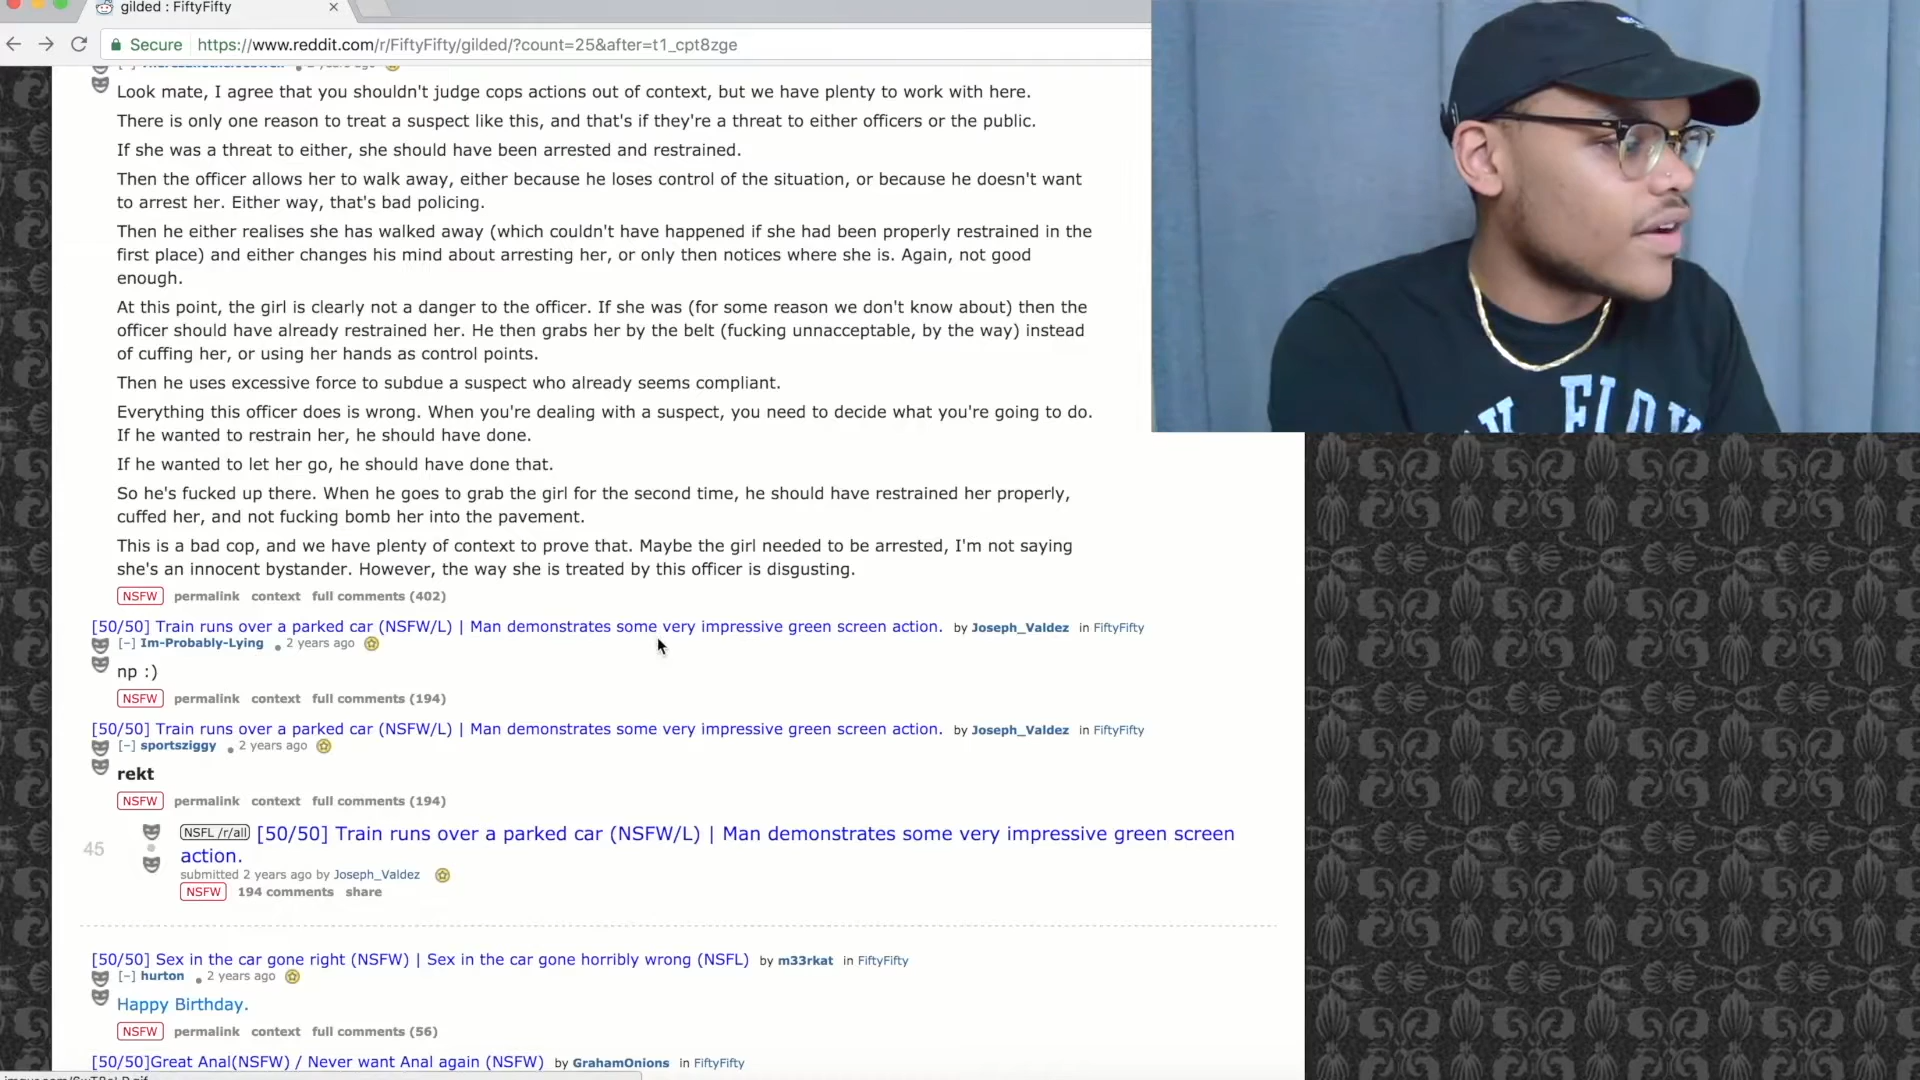 gilded : FiftyFifty
Secure https://www.reddit.com/r/FiftyFifty/gilded/?count=25&after=t1_cpt8zge
Look mate, I agree that you shouldn't judge cops actions out of context, but we have plenty to work with here.
There is only one reason to treat a suspect like this, and that's if they're a threat to either officers or the public.
If she was a threat to either, she should have been arrested and restrained.
Then the officer allows her to walk away, either because he loses control of the situation, or because he doesn't want
to arrest her. Either way, that's bad policing.
Then he either realises she has walked away (which couldn't have happened if she had been properly restrained in the
first place) and either changes his mind about arresting her, or only then notices where she is. Again, not good
enough.
At this point, the girl is clearly not a danger to the officer. If she was (for some reason we don't know about) then the
officer should have already restrained her. He then grabs her by the belt (fucking unnacceptable, by the way) instead
of cuffing her, or using her hands as control points.
Then he uses excessive force to subdue a suspect who already seems compliant.
Everything this officer does is wrong. When you're dealing with a suspect, you need to decide what you're going to do.
If he wanted to restrain her, he should have done.
If he wanted to let her go, he should have done that.
So he's fucked up there. When he goes to grab the girl for the second time, he should have restrained her properly,
cuffed her, and not fucking bomb her into the pavement.
This is a bad cop, and we have plenty of context to prove that. Maybe the girl needed to be arrested, I'm not saying
she's an innocent bystander. However, the way she is treated by this officer is disgusting.
NSFW permalink context full comments (402)
[50/50] Train runs over a parked car (NSFW/L) | Man demonstrates some very impressive green screen action. by Joseph_Valdez in FiftyFifty
[–] Im-Probably-Lying 2 years ago
np :)
NSFW permalink context full comments (194)
[50/50] Train runs over a parked car (NSFW/L) | Man demonstrates some very impressive green screen action. by Joseph_Valdez in FiftyFifty
[–] sportsziggy 2 years ago
rekt
NSFW permalink context full comments (194)
45 NSFL /r/all [50/50] Train runs over a parked car (NSFW/L) | Man demonstrates some very impressive green screen
action.
submitted 2 years ago by Joseph_Valdez
NSFW 194 comments share
[50/50] Sex in the car gone right (NSFW) | Sex in the car gone horribly wrong (NSFL) by m33rkat in FiftyFifty
[–] hurton 2 years ago
Happy Birthday.
NSFW permalink context full comments (56)
[50/50]Great Anal(NSFW) / Never want Anal again (NSFW) by GrahamOnions in FiftyFifty